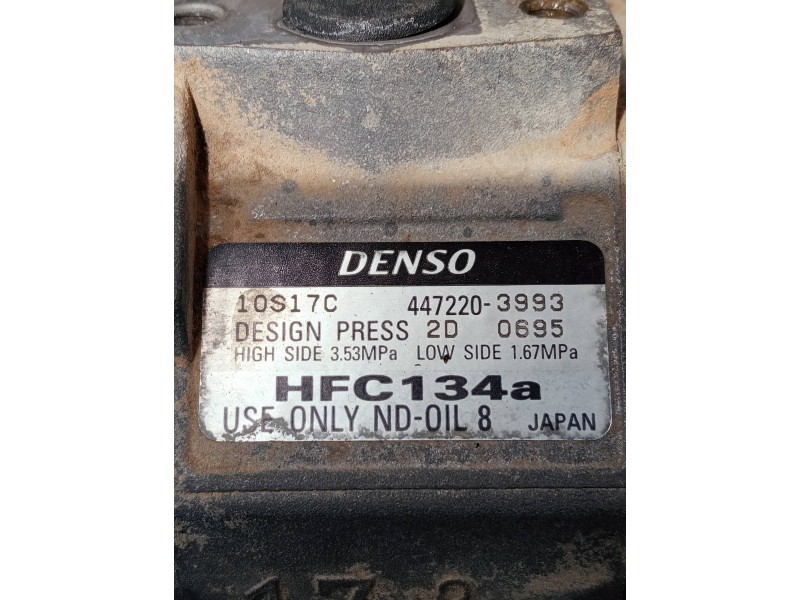 DENSO
10S17C 447220-3993
DESIGN PRESS 2D 0695
HIGH SIDE 3.53MPa LOW SIDE 1.67MPa
HFC134a
USE ONLY ND-OIL 8 JAPAN